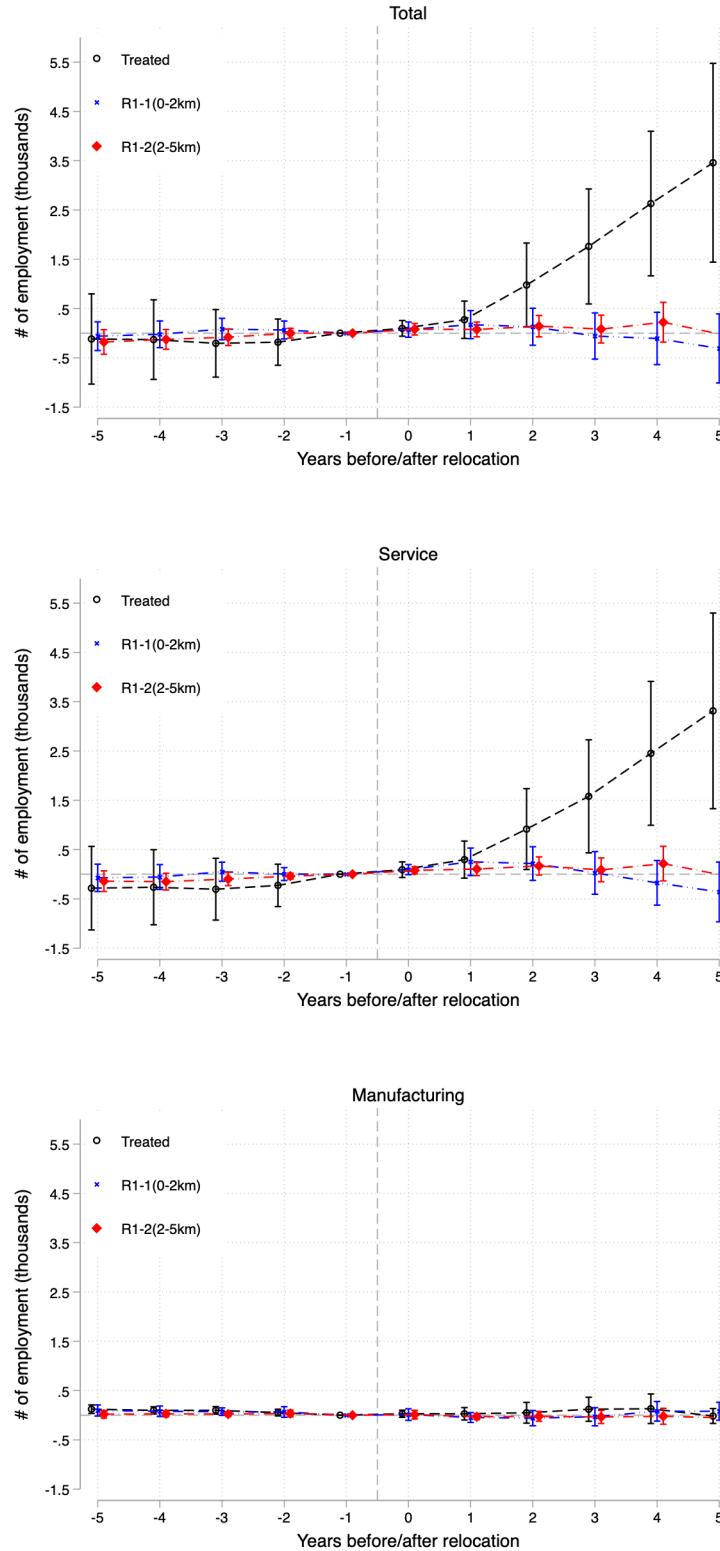 Total
# of employment (thousands)
5.5
4.5
3.5
2.5
1.5
.5
-.5
-1.5
Treated
R1-1(0-2km)
R1-2(2-5km)
-5 -4 -3 -2 -1 0 1 2 3 4 5
Years before/after relocation
Service
# of employment (thousands)
5.5
4.5
3.5
2.5
1.5
.5
-.5
-1.5
Treated
R1-1(0-2km)
R1-2(2-5km)
-5 -4 -3 -2 -1 0 1 2 3 4 5
Years before/after relocation
Manufacturing
# of employment (thousands)
5.5
4.5
3.5
2.5
1.5
.5
-.5
-1.5
Treated
R1-1(0-2km)
R1-2(2-5km)
-5 -4 -3 -2 -1 0 1 2 3 4 5
Years before/after relocation